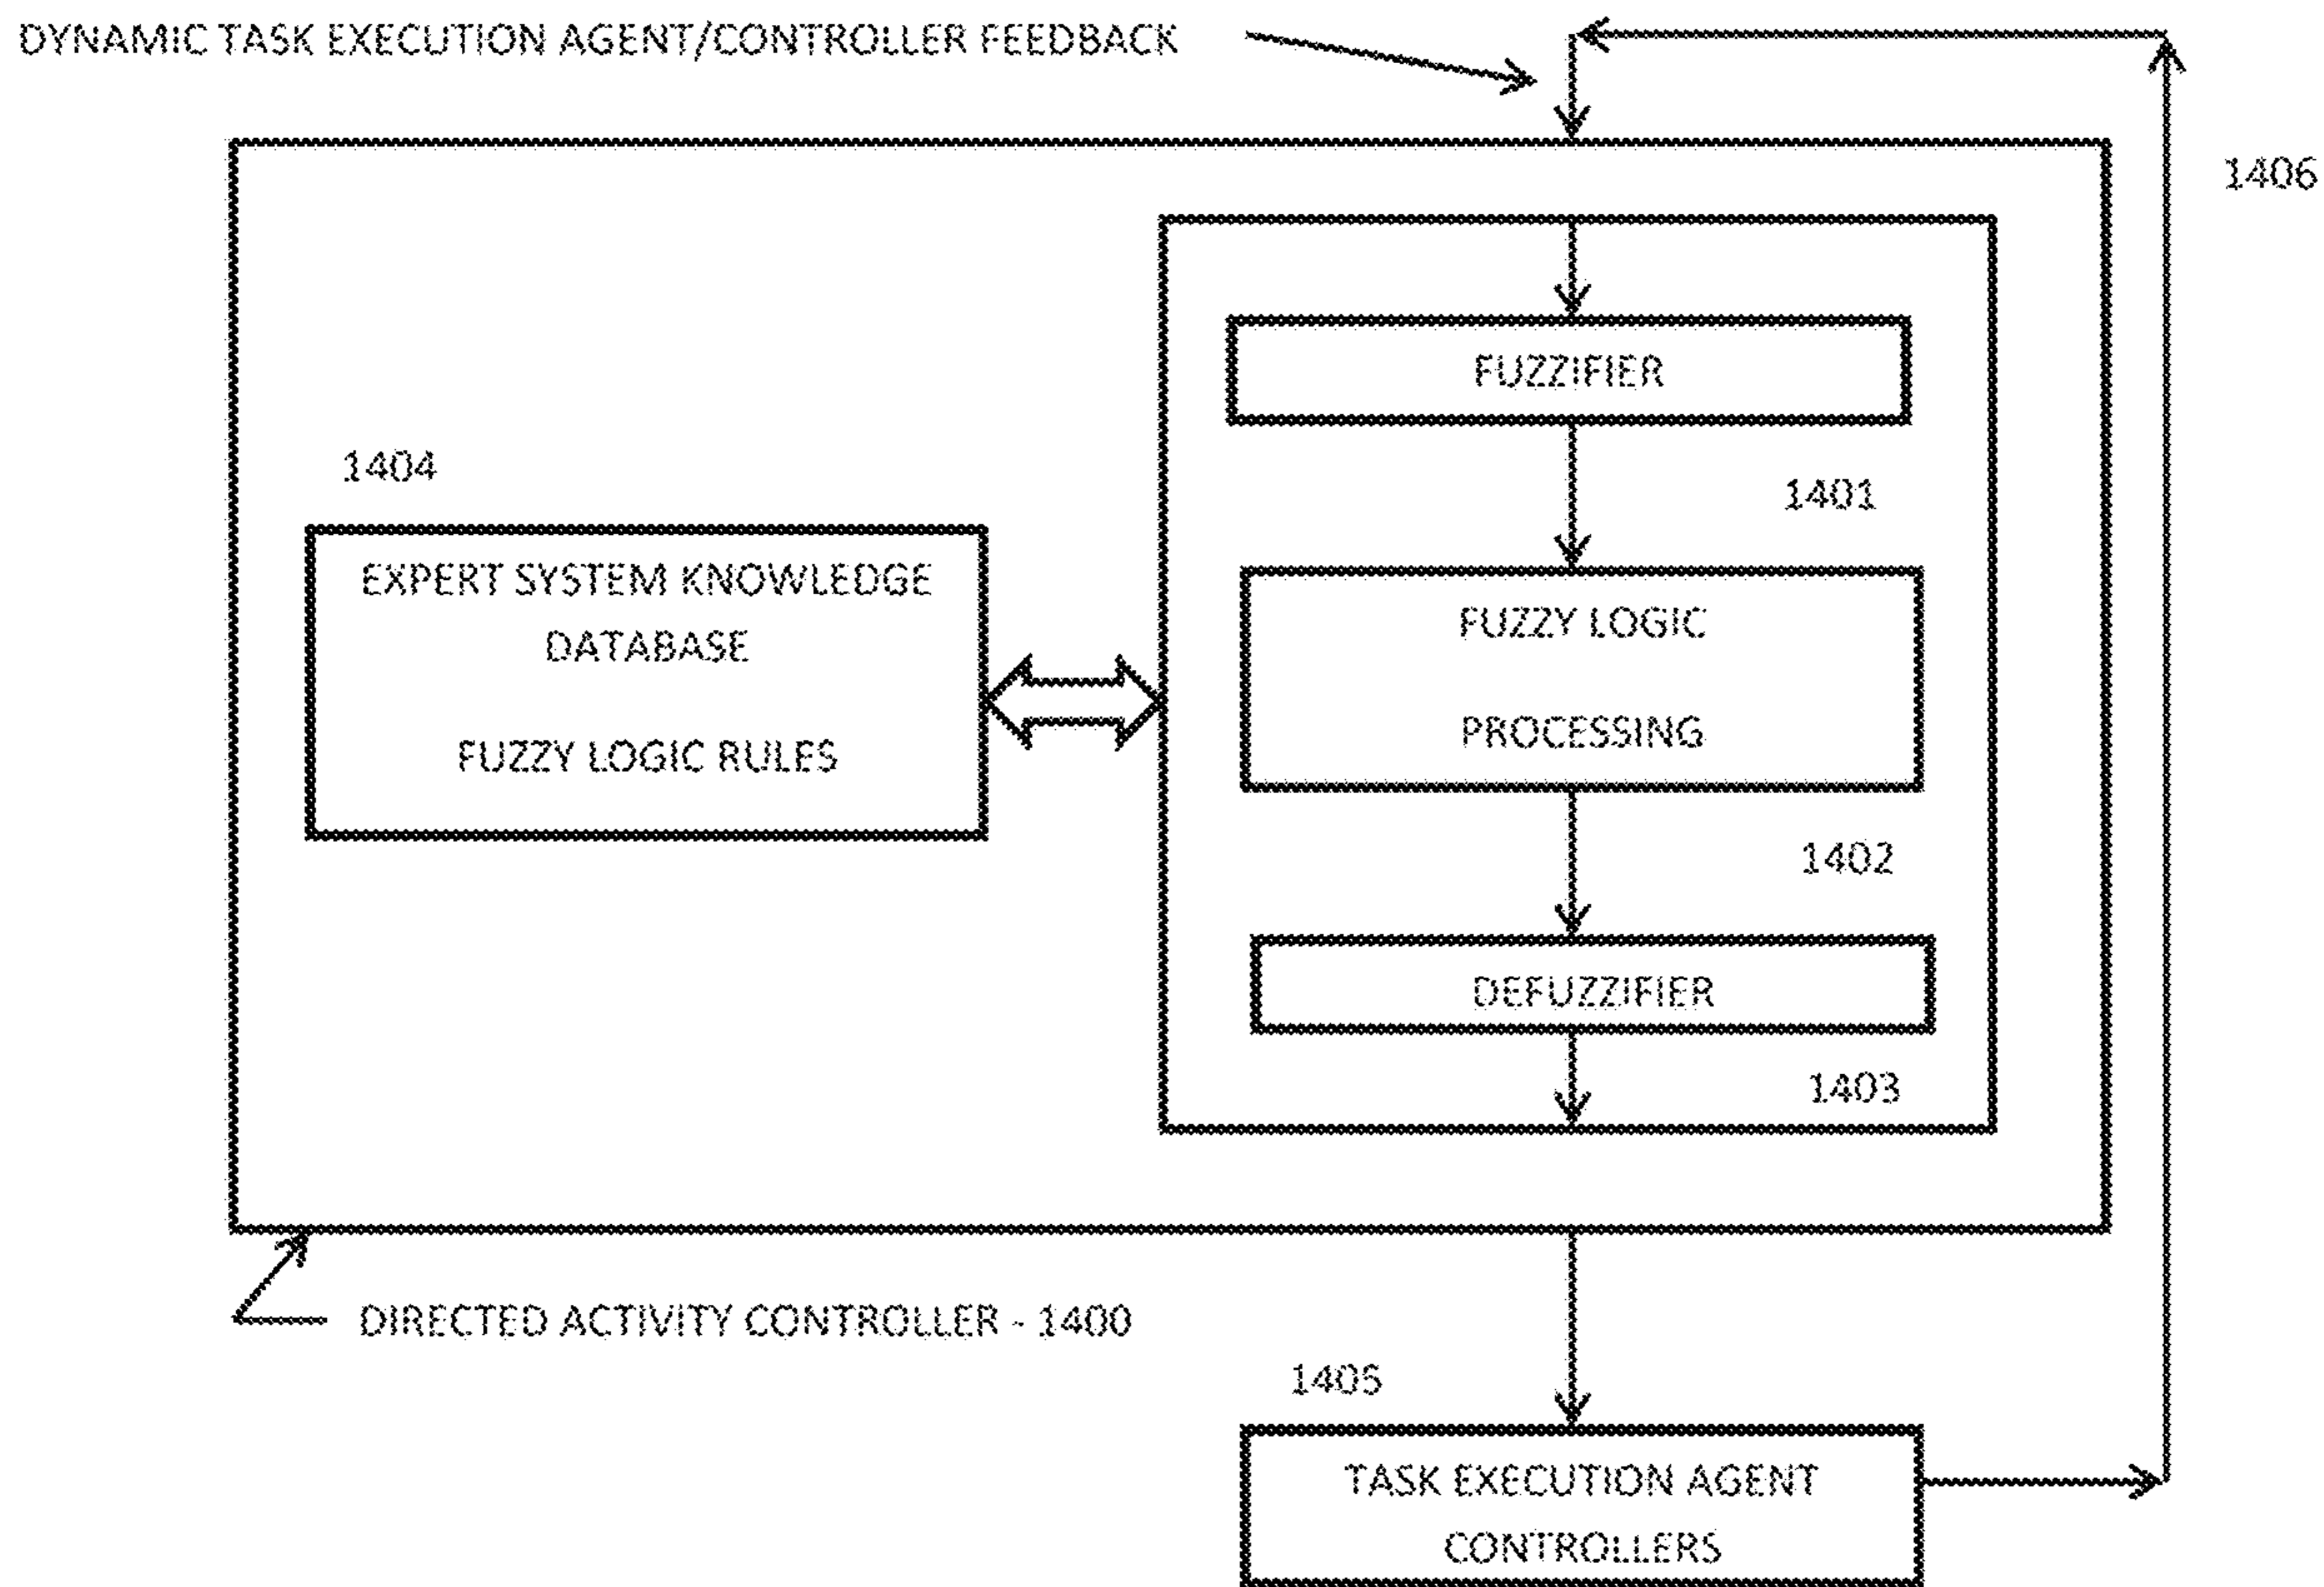 DYNAMIC TASK EXECUTION AGENT/CONTROLLER FEEDBACK
1406
FUZZIFIER
1401
1404
EXPERT SYSTEM KNOWLEDGE
DATABASE
FUZZY LOGIC RULES
FUZZY LOGIC
PROCESSING
1402
DEFUZZIFIER
1403
DIRECTED ACTIVITY CONTROLLER - 1400
1405
TASK EXECUTION AGENT
CONTROLLERS